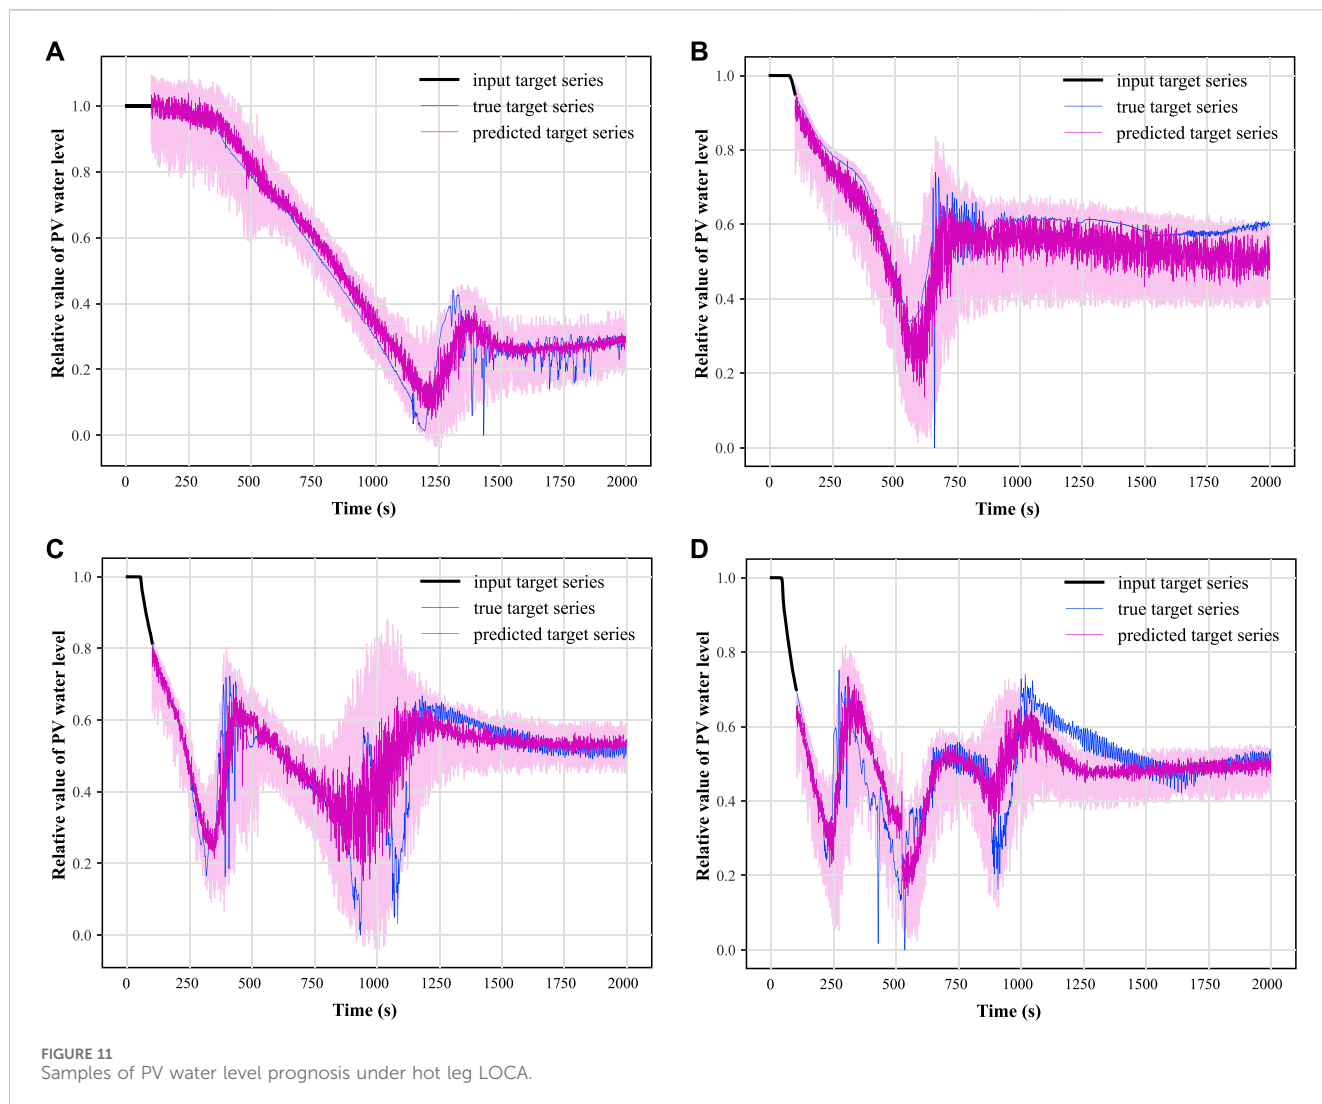 A
input target series
true target series
predicted target series
Relative value of PV water level
1.0
0.8
0.6
0.4
0.2
0.0
0 250 500 750 1000 1250 1500 1750 2000
Time (s)
B
input target series
true target series
predicted target series
Relative value of PV water level
1.0
0.8
0.6
0.4
0.2
0.0
0 250 500 750 1000 1250 1500 1750 2000
Time (s)
C
input target series
true target series
predicted target series
Relative value of PV water level
1.0
0.8
0.6
0.4
0.2
0.0
0 250 500 750 1000 1250 1500 1750 2000
Time (s)
D
input target series
true target series
predicted target series
Relative value of PV water level
1.0
0.8
0.6
0.4
0.2
0.0
0 250 500 750 1000 1250 1500 1750 2000
Time (s)
FIGURE 11
Samples of PV water level prognosis under hot leg LOCA.